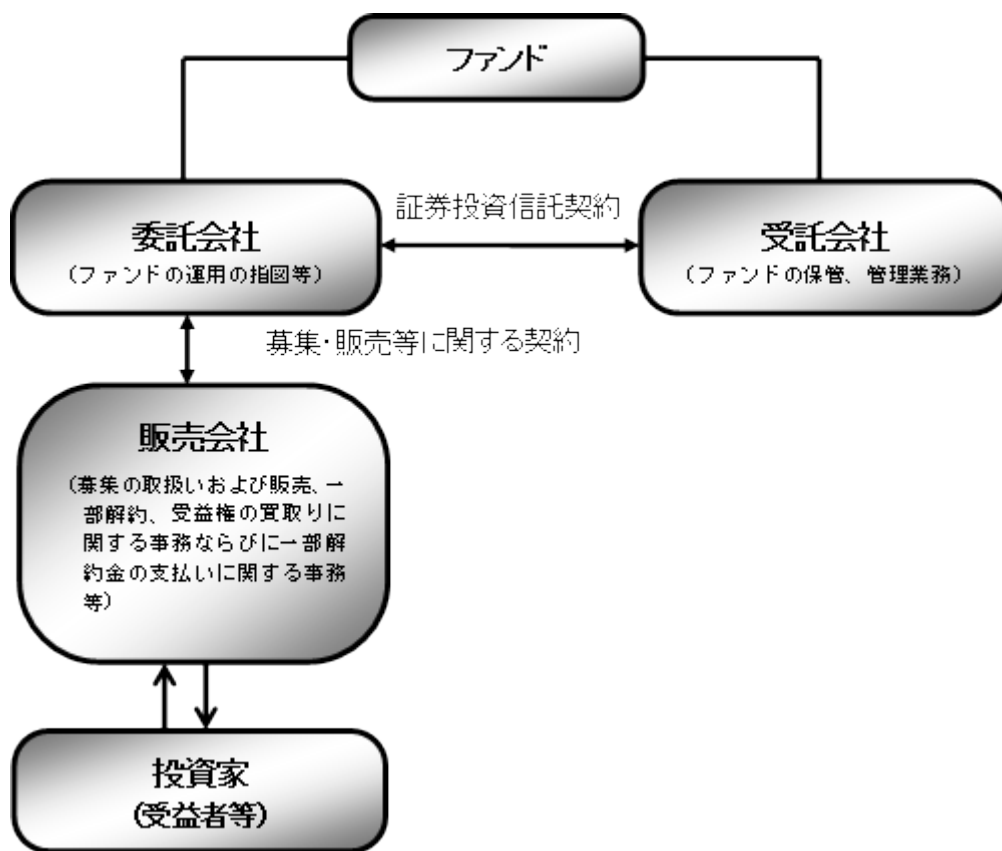 ファンド
証券投資信託契約
委託会社
(ファンドの運用の指図等)
受託会社
(ファンドの保管、管理業務)
募集・販売等に関する契約
販売会社
(募集の取扱いおよび販売、一
部解約、受益権の買取りに
関する事務ならびに一部解
約金の支払いに関する事務
等)
投資家
(受益者等)